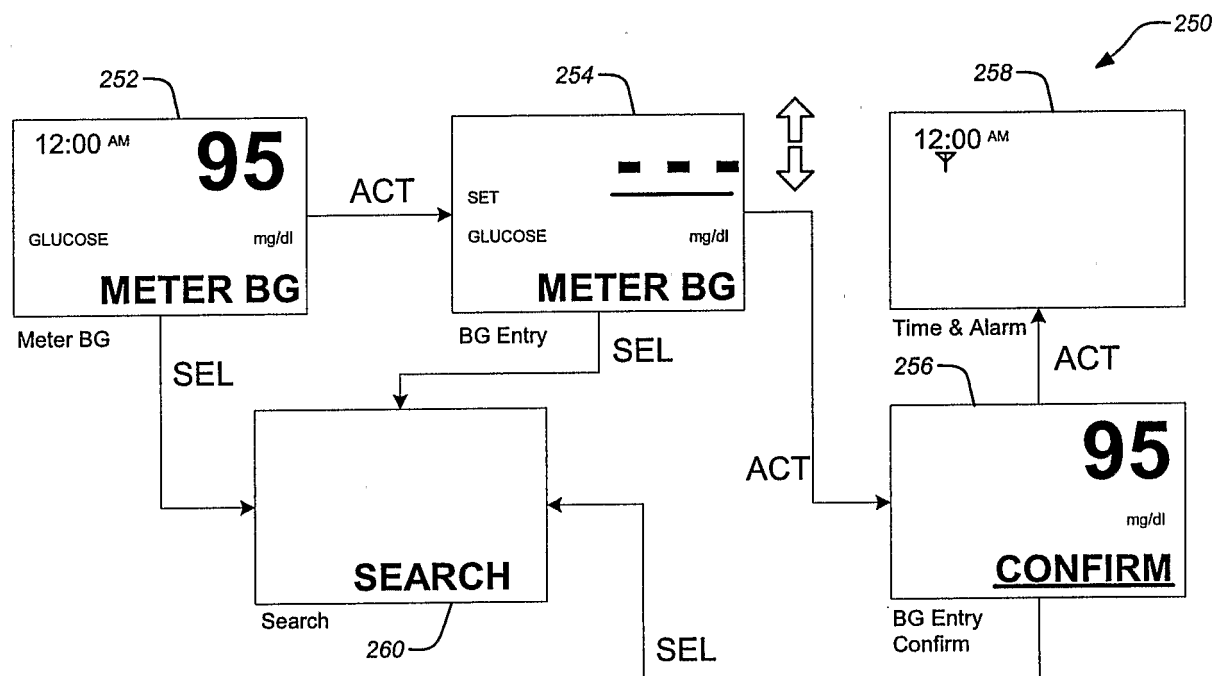 250
252
12:00 AM
95
GLUCOSE
mg/dl
METER BG
Meter BG
ACT
SEL
254
- - -
SET
GLUCOSE
mg/dl
METER BG
BG Entry
SEL
ACT
258
12:00 AM
Time & Alarm
ACT
256
95
mg/dl
CONFIRM
BG Entry
Confirm
SEARCH
Search
260
SEL